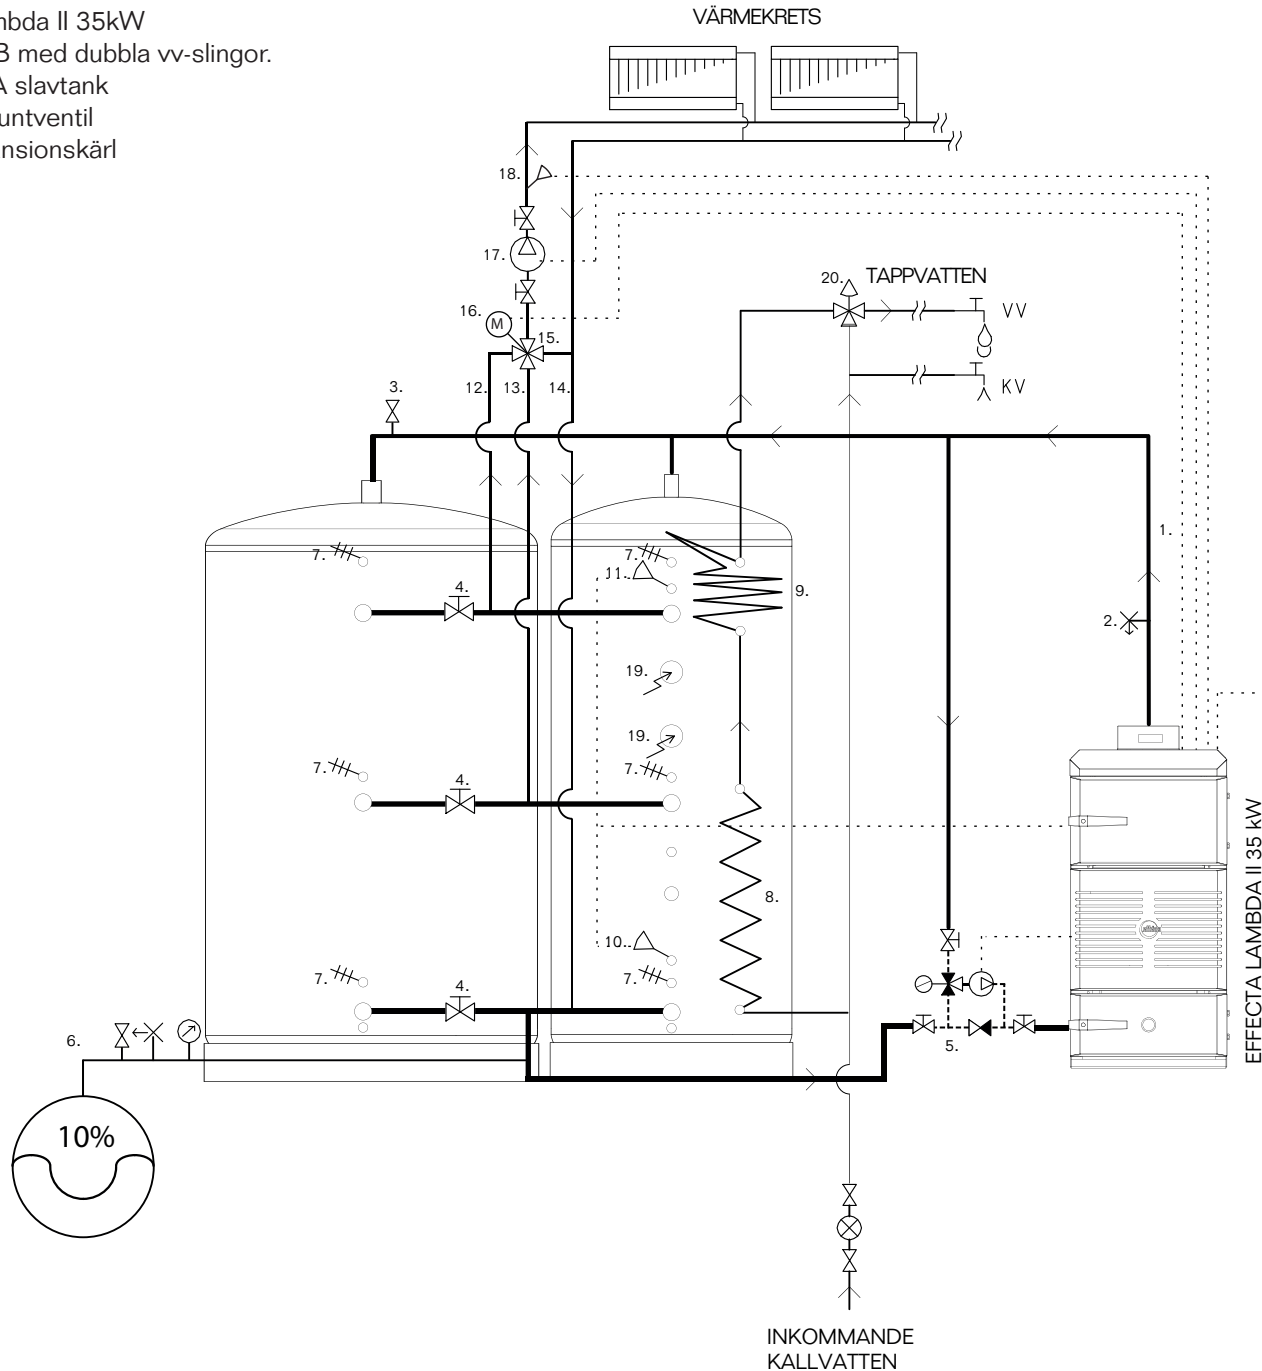 mbda II 35kW
B med dubbla vv-slingor.
A slavtank
untventil
nsionskärl
VÄRMEKRETS
18.
17.
20. TAPPVATTEN
16.
M
VV
15.
3.
12. 13. 14.
KV
1.
7.
7.
11.
4.
9.
2.
19.
19.
7.
4.
7.
EFFECTA LAMBDA II 35 kW
8.
10.
7.
4.
7.
6.
5.
10%
INKOMMANDE
KALLVATTEN